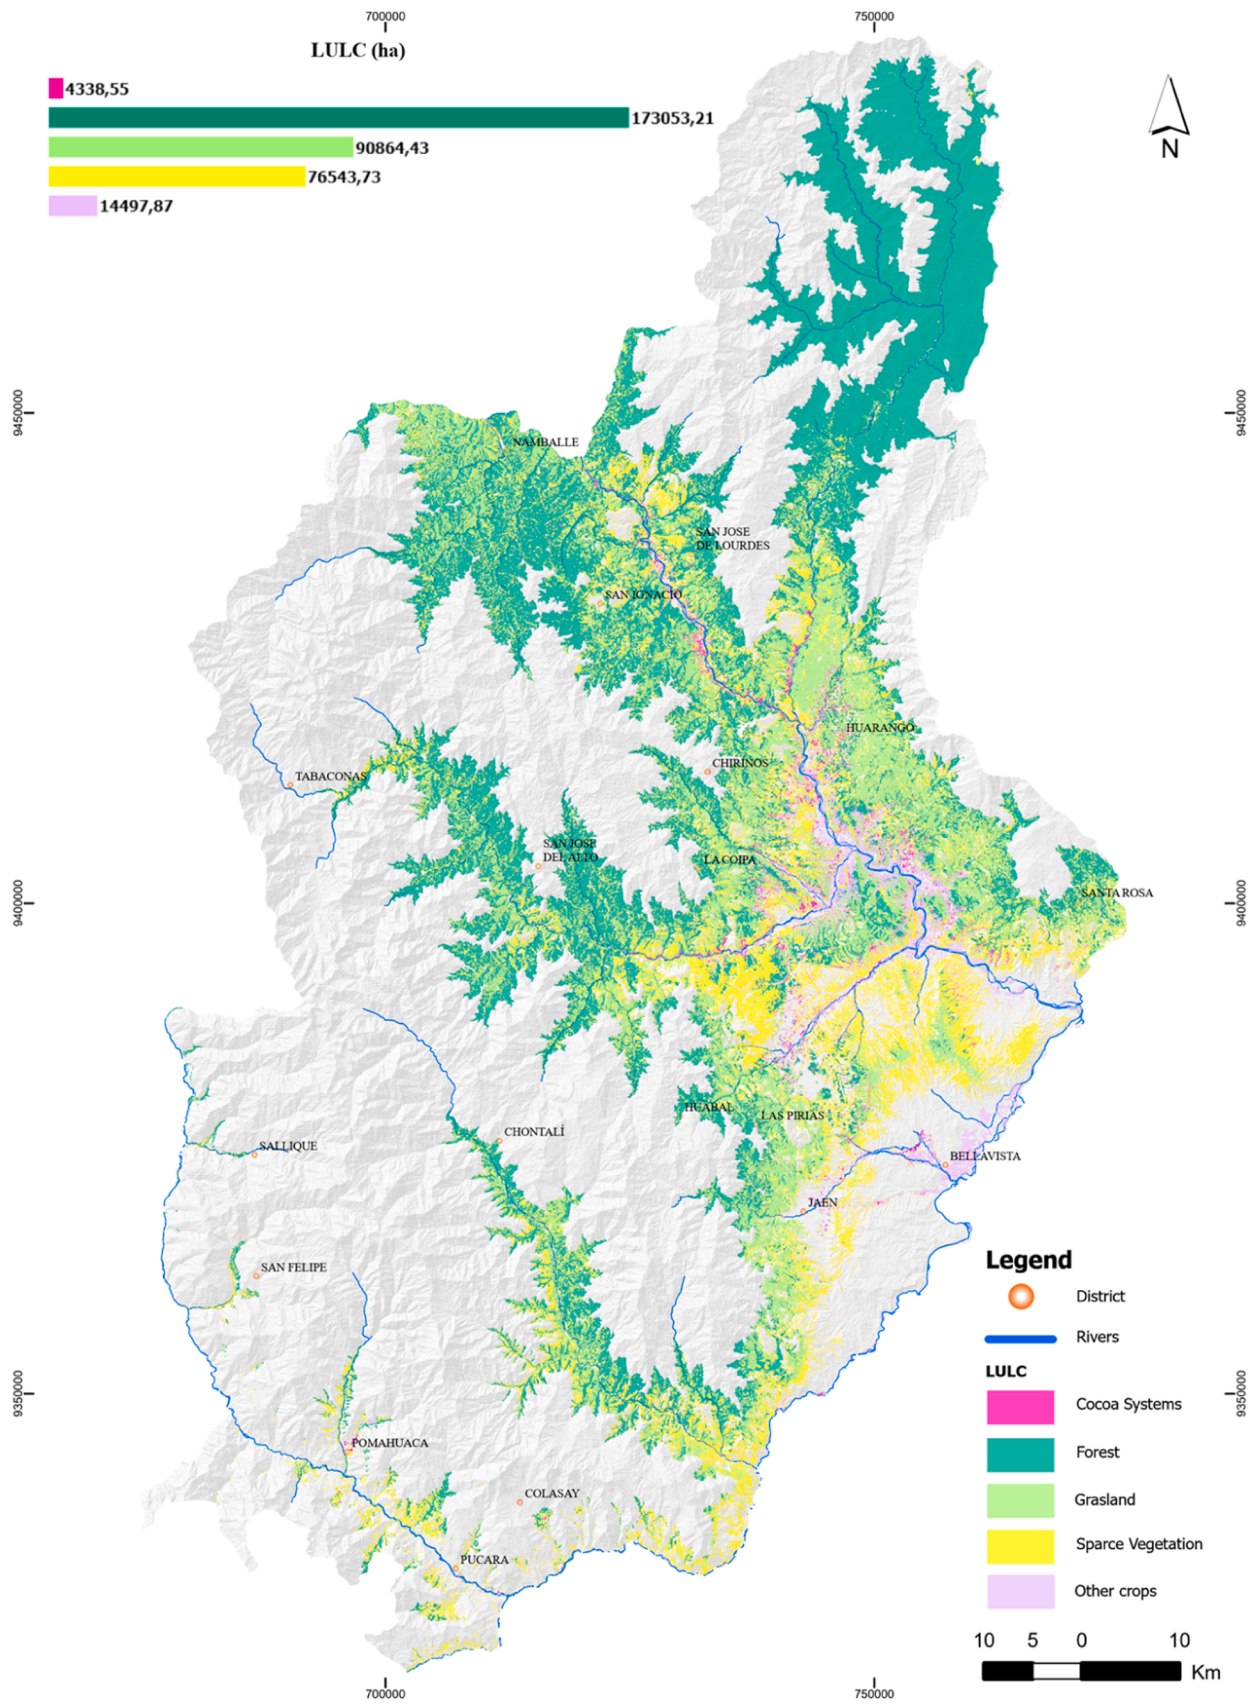 700000
750000
LULC (ha)
4338,55
173053,21
90864,43
76543,73
14497,87
N
9450000
9450000
NAMBALLE
SAN JOSE
DE LOURDES
SAN IGNACIO
HUARANGO
CHIRINOS
TABACONAS
SAN JOSE
DEL ALTO
LA COIPA
SANTA ROSA
9400000
9400000
HUABAL
LAS PIRIAS
CHONTALÍ
SALLIQUE
BELLAVISTA
JAEN
SAN FELIPE
Legend
District
Rivers
LULC
9350000
9350000
Cocoa Systems
Forest
POMAHUACA
Grasland
COLASAY
Sparce Vegetation
PUCARA
Other crops
10 5 0 10
Km
700000
750000